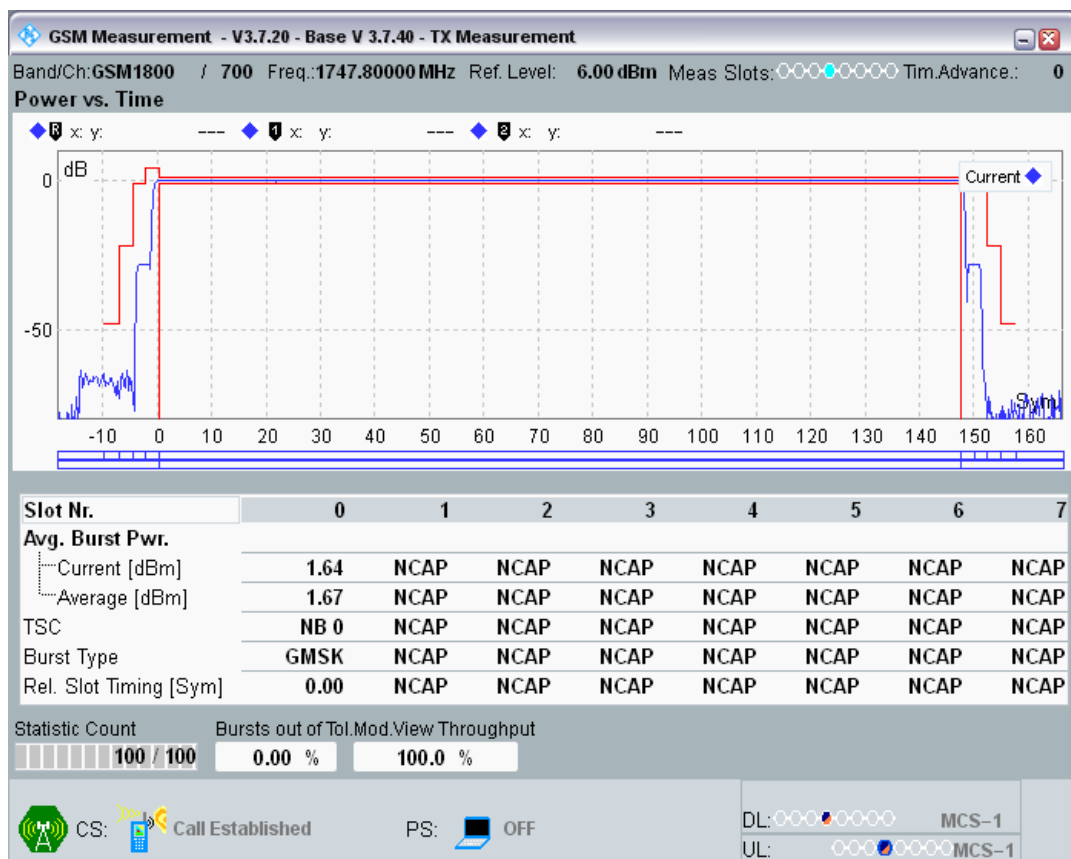 GSM Measurement - V3.7.20 - Base V 3.7.40 - TX Measurement
Band/Ch:GSM1800 / 700 Freq.:1747.80000 MHz Ref. Level: 6.00 dBm Meas Slots: Tim.Advance.: 0
Power vs. Time
R x: y: --- 1 x: y: --- 2 x: y: ---
dB
Current
0
-50
Sym
-10 0 10 20 30 40 50 60 70 80 90 100 110 120 130 140 150 160
Slot Nr. 0 1 2 3 4 5 6 7
Avg. Burst Pwr.
Current [dBm] 1.64 NCAP NCAP NCAP NCAP NCAP NCAP NCAP
Average [dBm] 1.67 NCAP NCAP NCAP NCAP NCAP NCAP NCAP
TSC NB 0 NCAP NCAP NCAP NCAP NCAP NCAP NCAP
Burst Type GMSK NCAP NCAP NCAP NCAP NCAP NCAP NCAP
Rel. Slot Timing [Sym] 0.00 NCAP NCAP NCAP NCAP NCAP NCAP NCAP
Statistic Count Bursts out of Tol. Mod.View Throughput
100 / 100 0.00 % 100.0 %
CS: Call Established PS: OFF
DL: MCS-1
UL: MCS-1